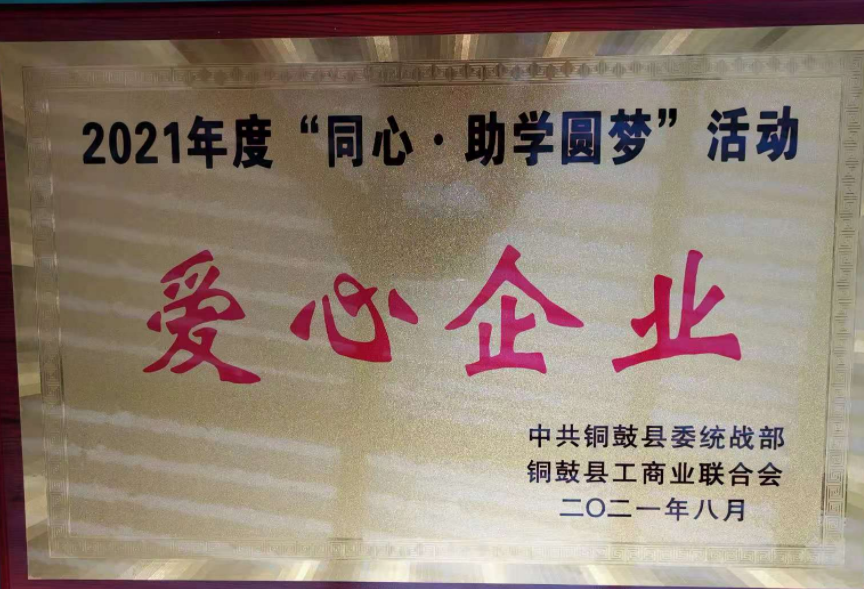 2021年度“同心·助学圆梦”活动
爱心企业
中共铜鼓县委统战部
铜鼓县工商业联合会
二〇二一年八月